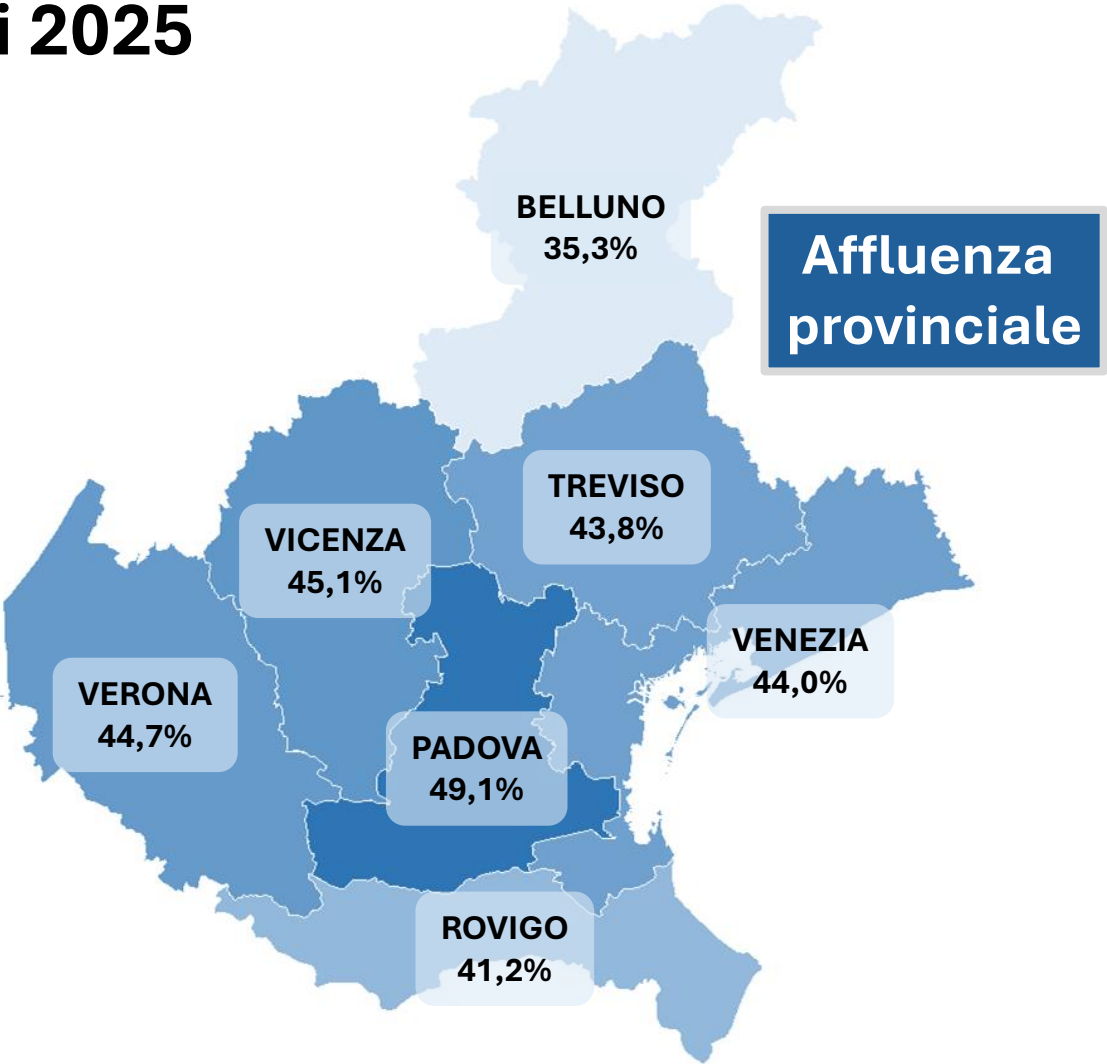 i 2025
BELLUNO
35,3%
Affluenza
provinciale
TREVISO
43,8%
VICENZA
45,1%
VENEZIA
44,0%
VERONA
44,7%
PADOVA
49,1%
ROVIGO
41,2%